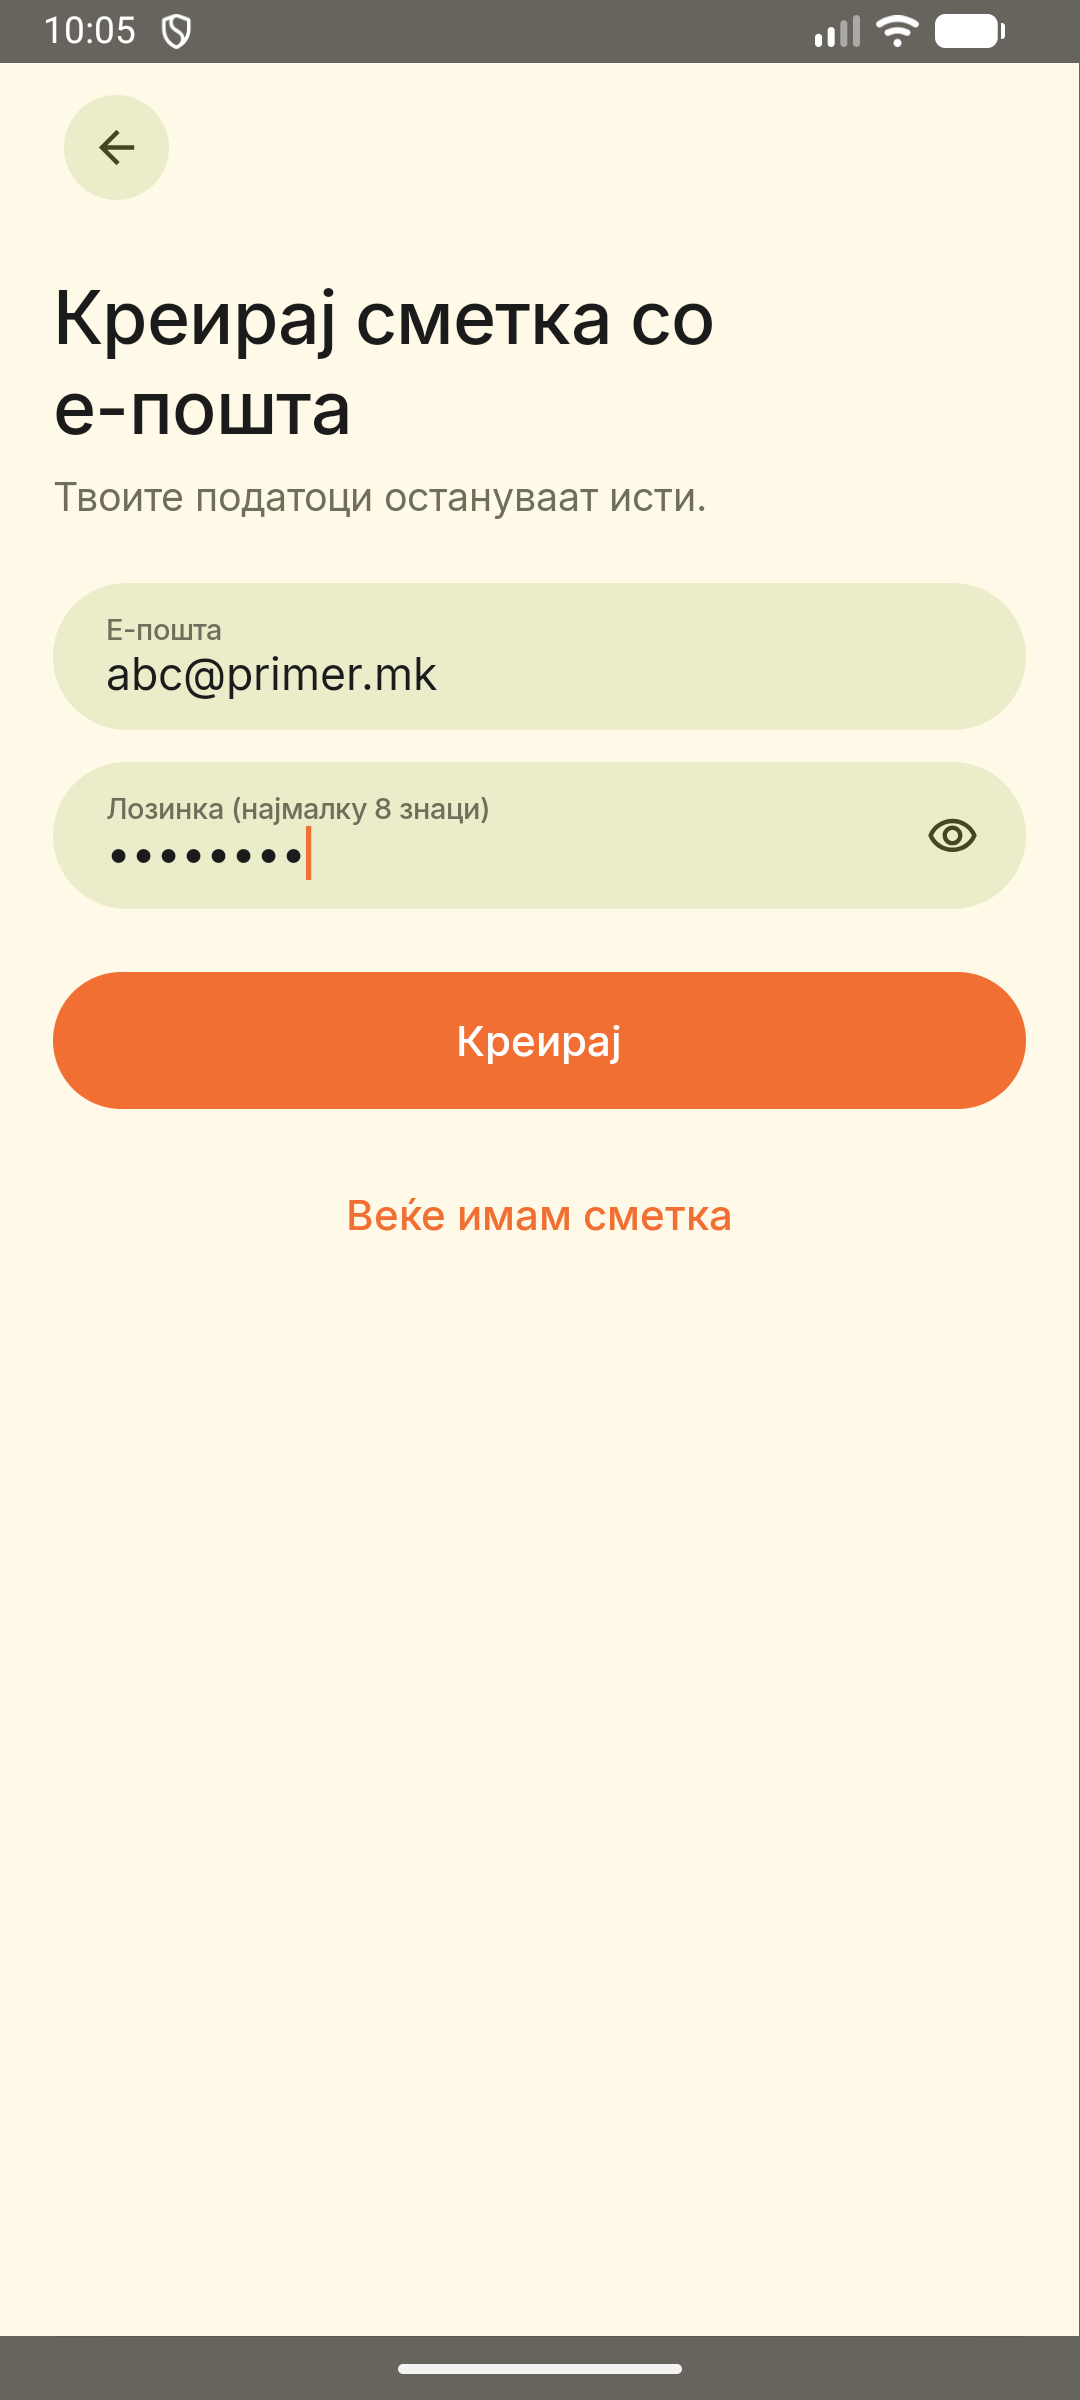 10:05
Креирај сметка со
е-пошта
Твоите податоци остануваат исти.
Е-пошта
abc@primer.mk
Лозинка (најмалку 8 знаци)
••••••••
Креирај
Веќе имам сметка